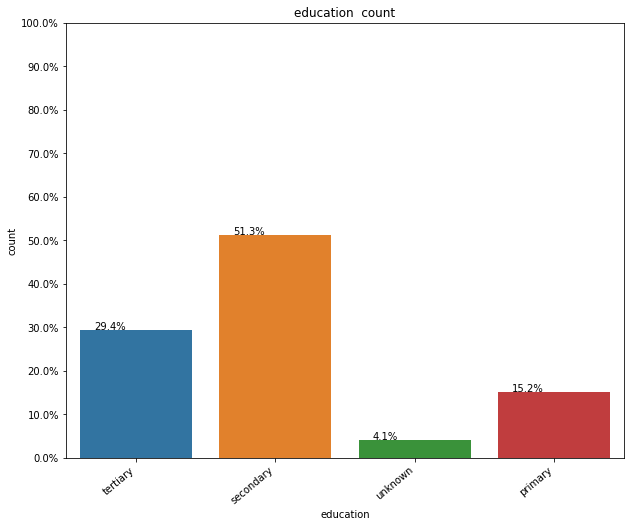 education  count
100.0%
90.0%
80.0%
70.0%
60.0%
50.0%
40.0%
30.0%
20.0%
10.0%
0.0%
count
29.4%
51.3%
4.1%
15.2%
tertiary
secondary
unknown
primary
education